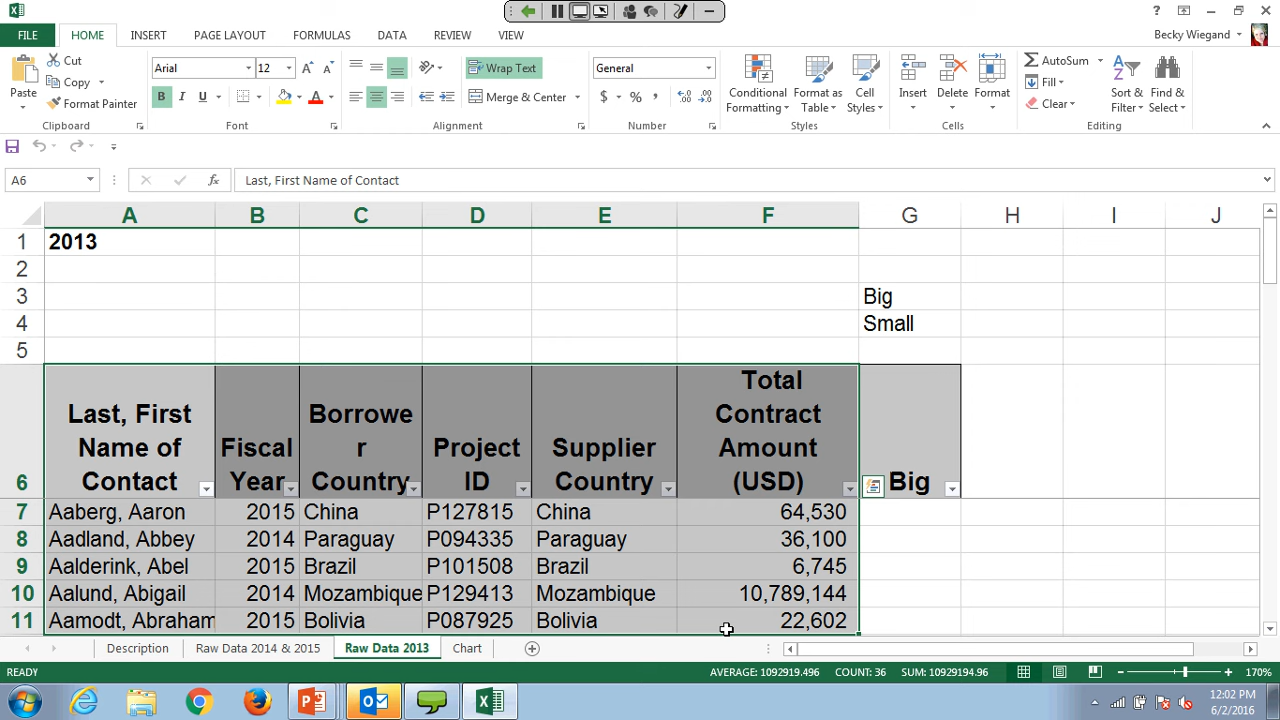 FILE HOME INSERT PAGE LAYOUT FORMULAS DATA REVIEW VIEW Becky Wiegand
Paste Cut Copy Format Painter Clipboard
Arial 12 B I U A Font
Wrap Text Merge & Center Alignment
General $ % , Number
Conditional Formatting Format as Table Cell Styles Styles
Insert Delete Format Cells
AutoSum Fill Clear Sort & Filter Find & Select Editing
A6 fx Last, First Name of Contact
A B C D E F G H I J
1 2013
2
3 Big
4 Small
5
Total
Last, First Borrowe Contract
Name of Fiscal r Project Supplier Amount
6 Contact Year Country ID Country (USD) Big
7 Aaberg, Aaron 2015 China P127815 China 64,530
8 Aadland, Abbey 2014 Paraguay P094335 Paraguay 36,100
9 Aalderink, Abel 2015 Brazil P101508 Brazil 6,745
10 Aalund, Abigail 2014 Mozambique P129413 Mozambique 10,789,144
11 Aamodt, Abraham 2015 Bolivia P087925 Bolivia 22,602
Description Raw Data 2014 & 2015 Raw Data 2013 Chart
READY AVERAGE: 1092919.496 COUNT: 36 SUM: 10929194.96 170%
12:02 PM
6/2/2016